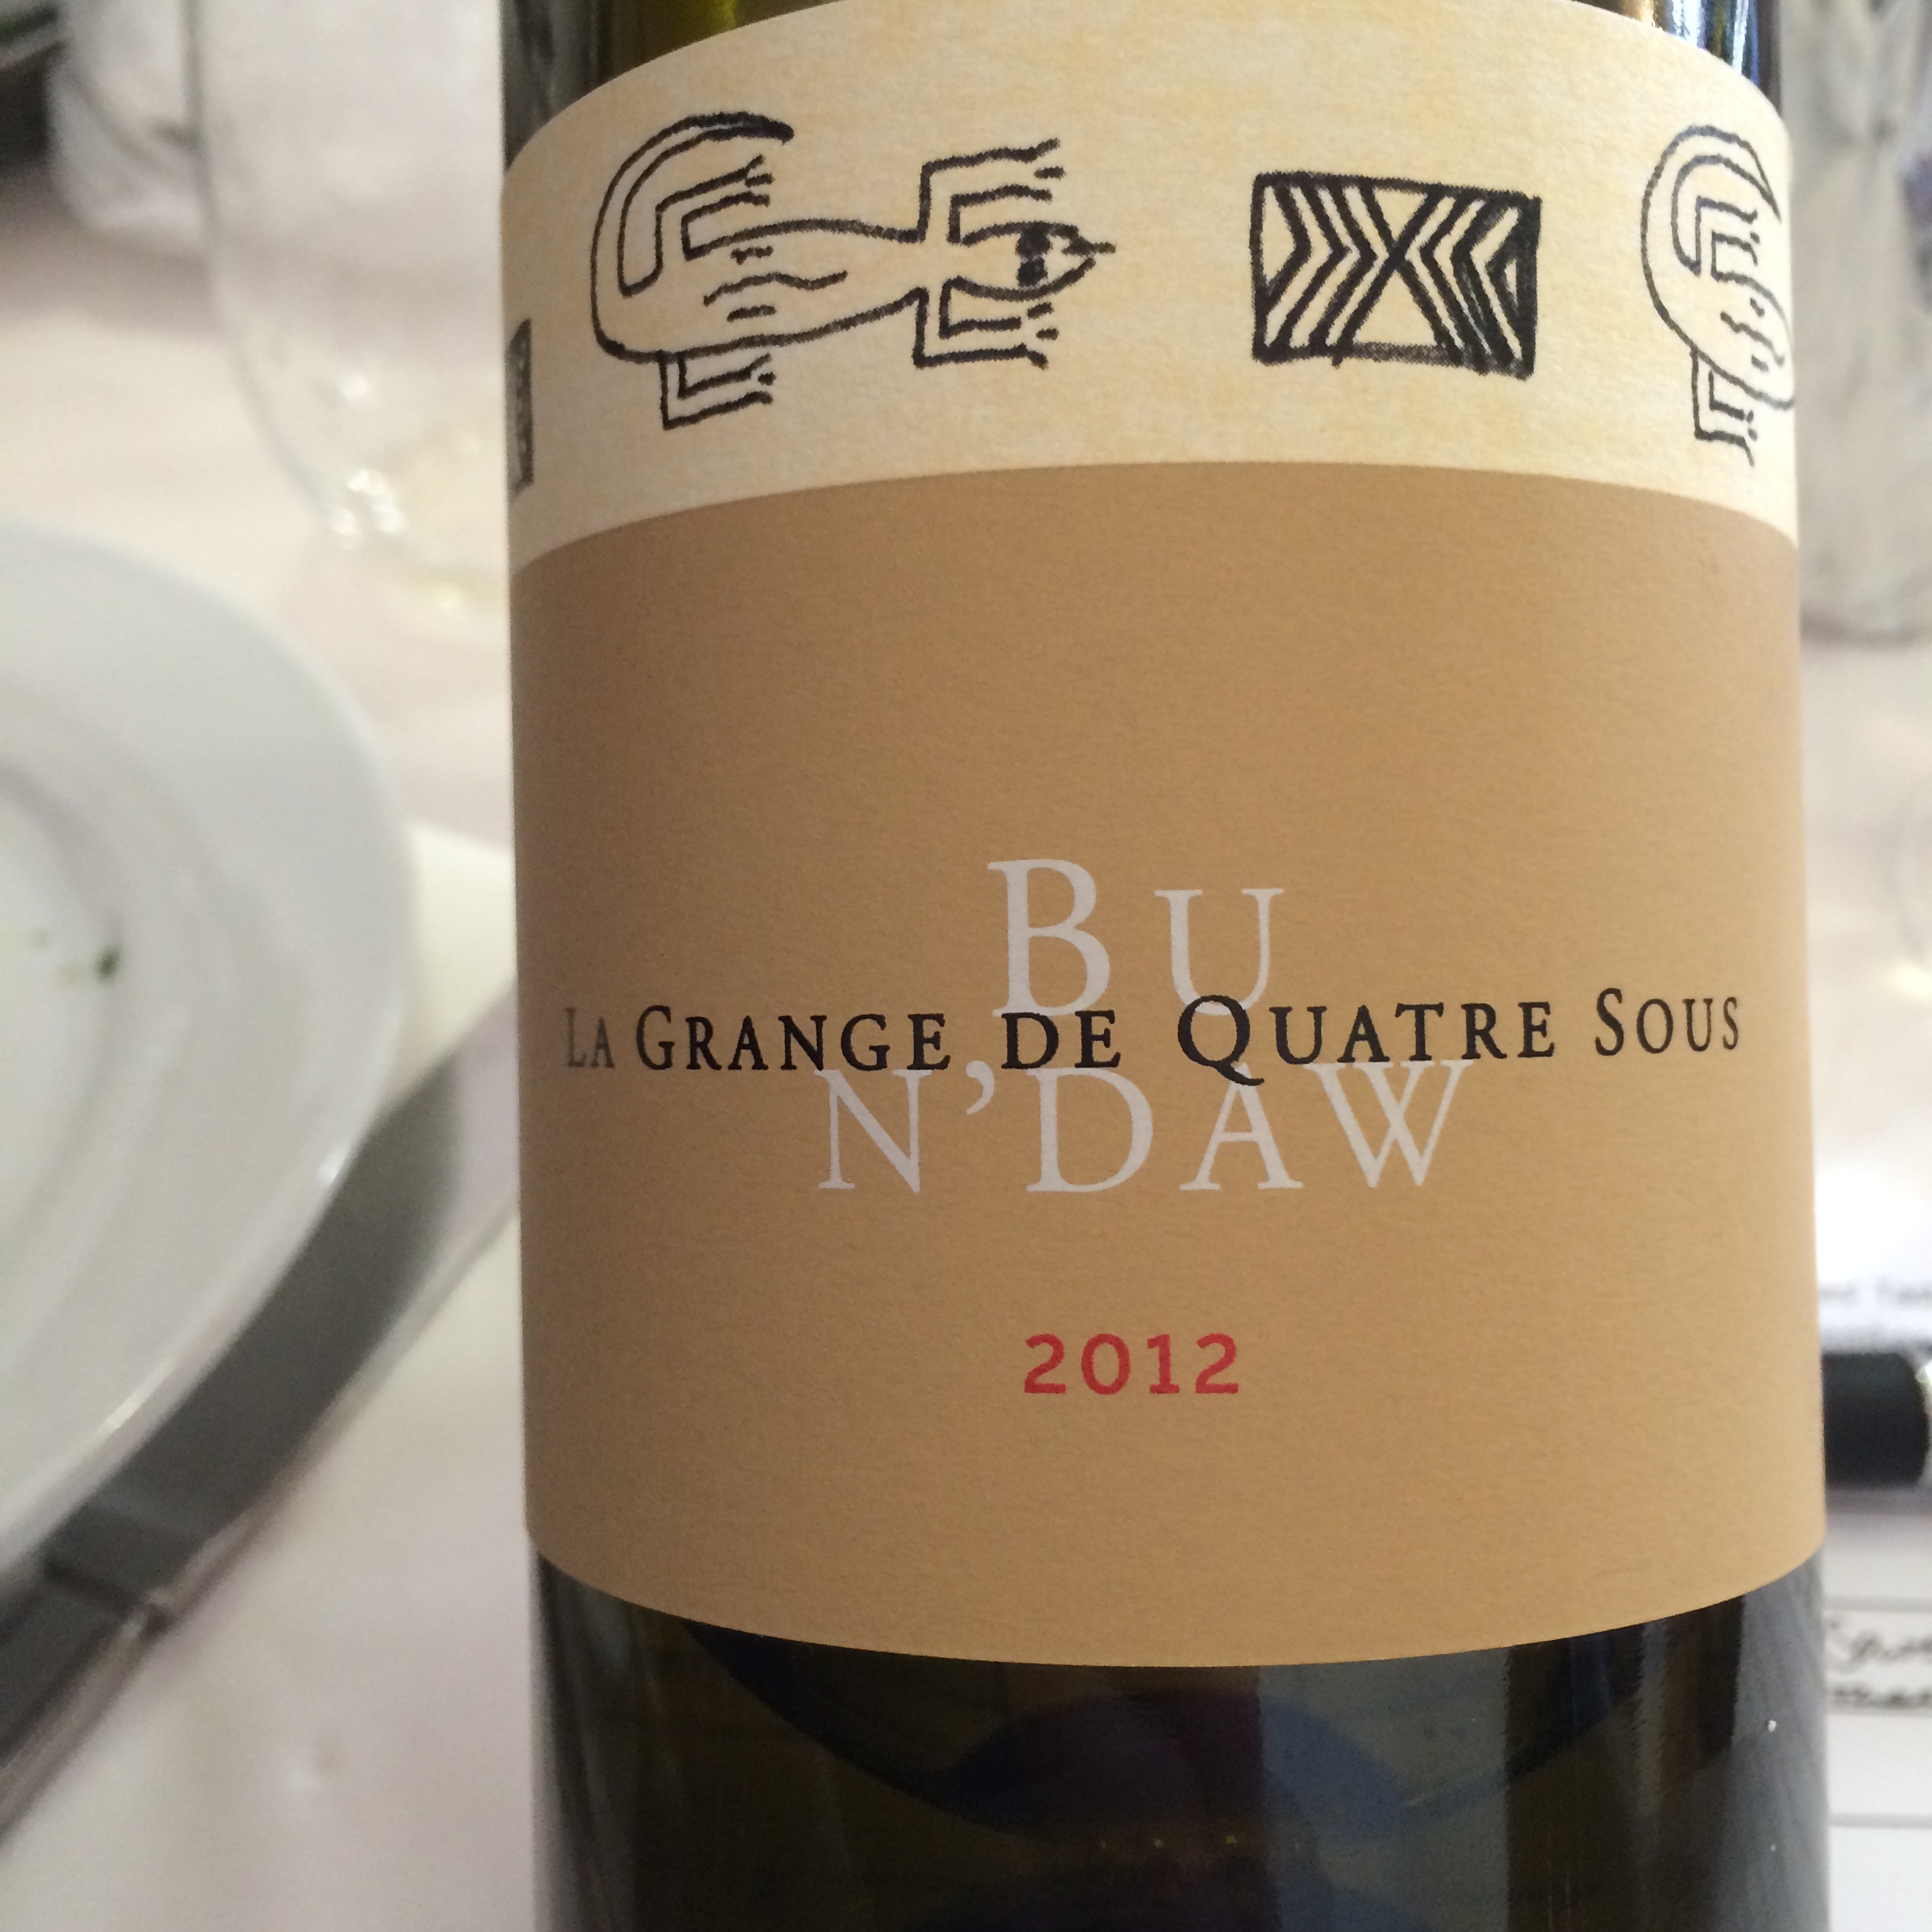 BU
LA GRANGE DE QUATRE SOUS
N'DAW
2012